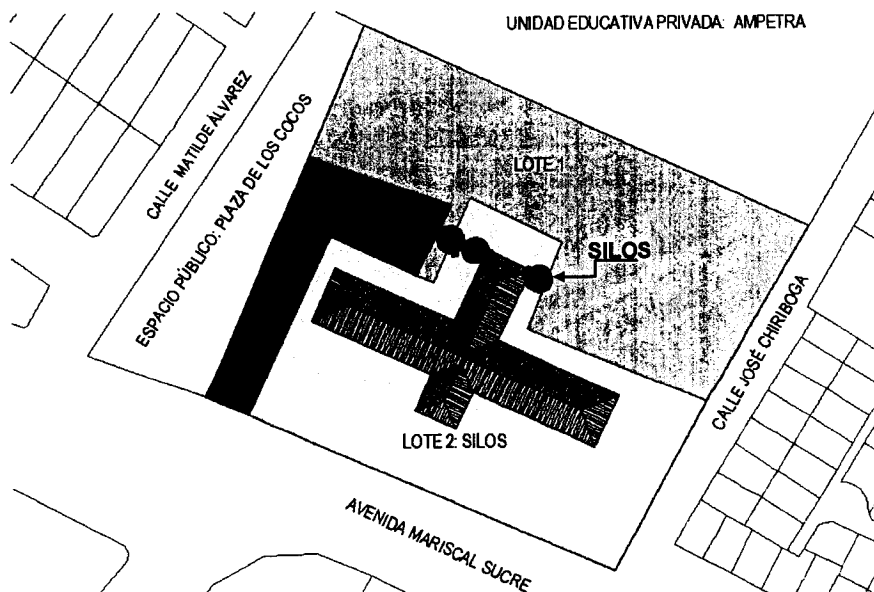 UNIDAD EDUCATIVA PRIVADA: AMPETRA
CALLE MATILDE ÁLVAREZ
ESPACIO PÚBLICO: PLAZA DE LOS COCOS
LOTE 1
SILOS
CALLE JOSÉ CHIRIBOGA
LOTE 2: SILOS
AVENIDA MARISCAL SUCRE